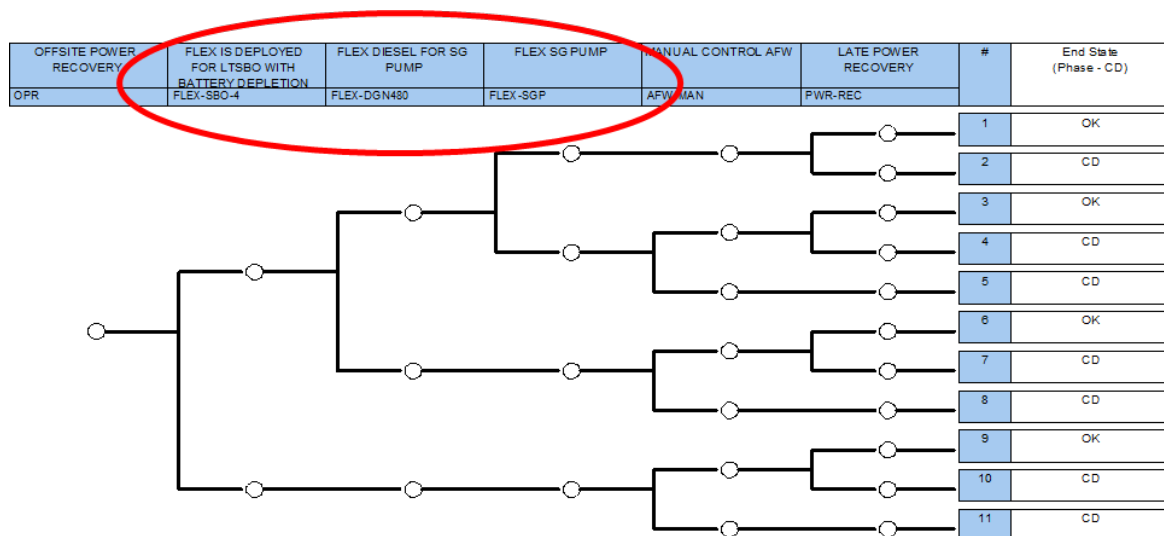 OFFSITE POWER
RECOVERY
OPR
FLEX IS DEPLOYED
FOR LTSBO WITH
BATTERY DEPLETION
FLEX-SBO-4
FLEX DIESEL FOR SG
PUMP
FLEX-DGN480
FLEX SG PUMP
FLEX-SGP
MANUAL CONTROL AFW
AFW-MAN
LATE POWER
RECOVERY
PWR-REC
#
End State
(Phase - CD)
1 OK
2 CD
3 OK
4 CD
5 CD
6 OK
7 CD
8 CD
9 OK
10 CD
11 CD